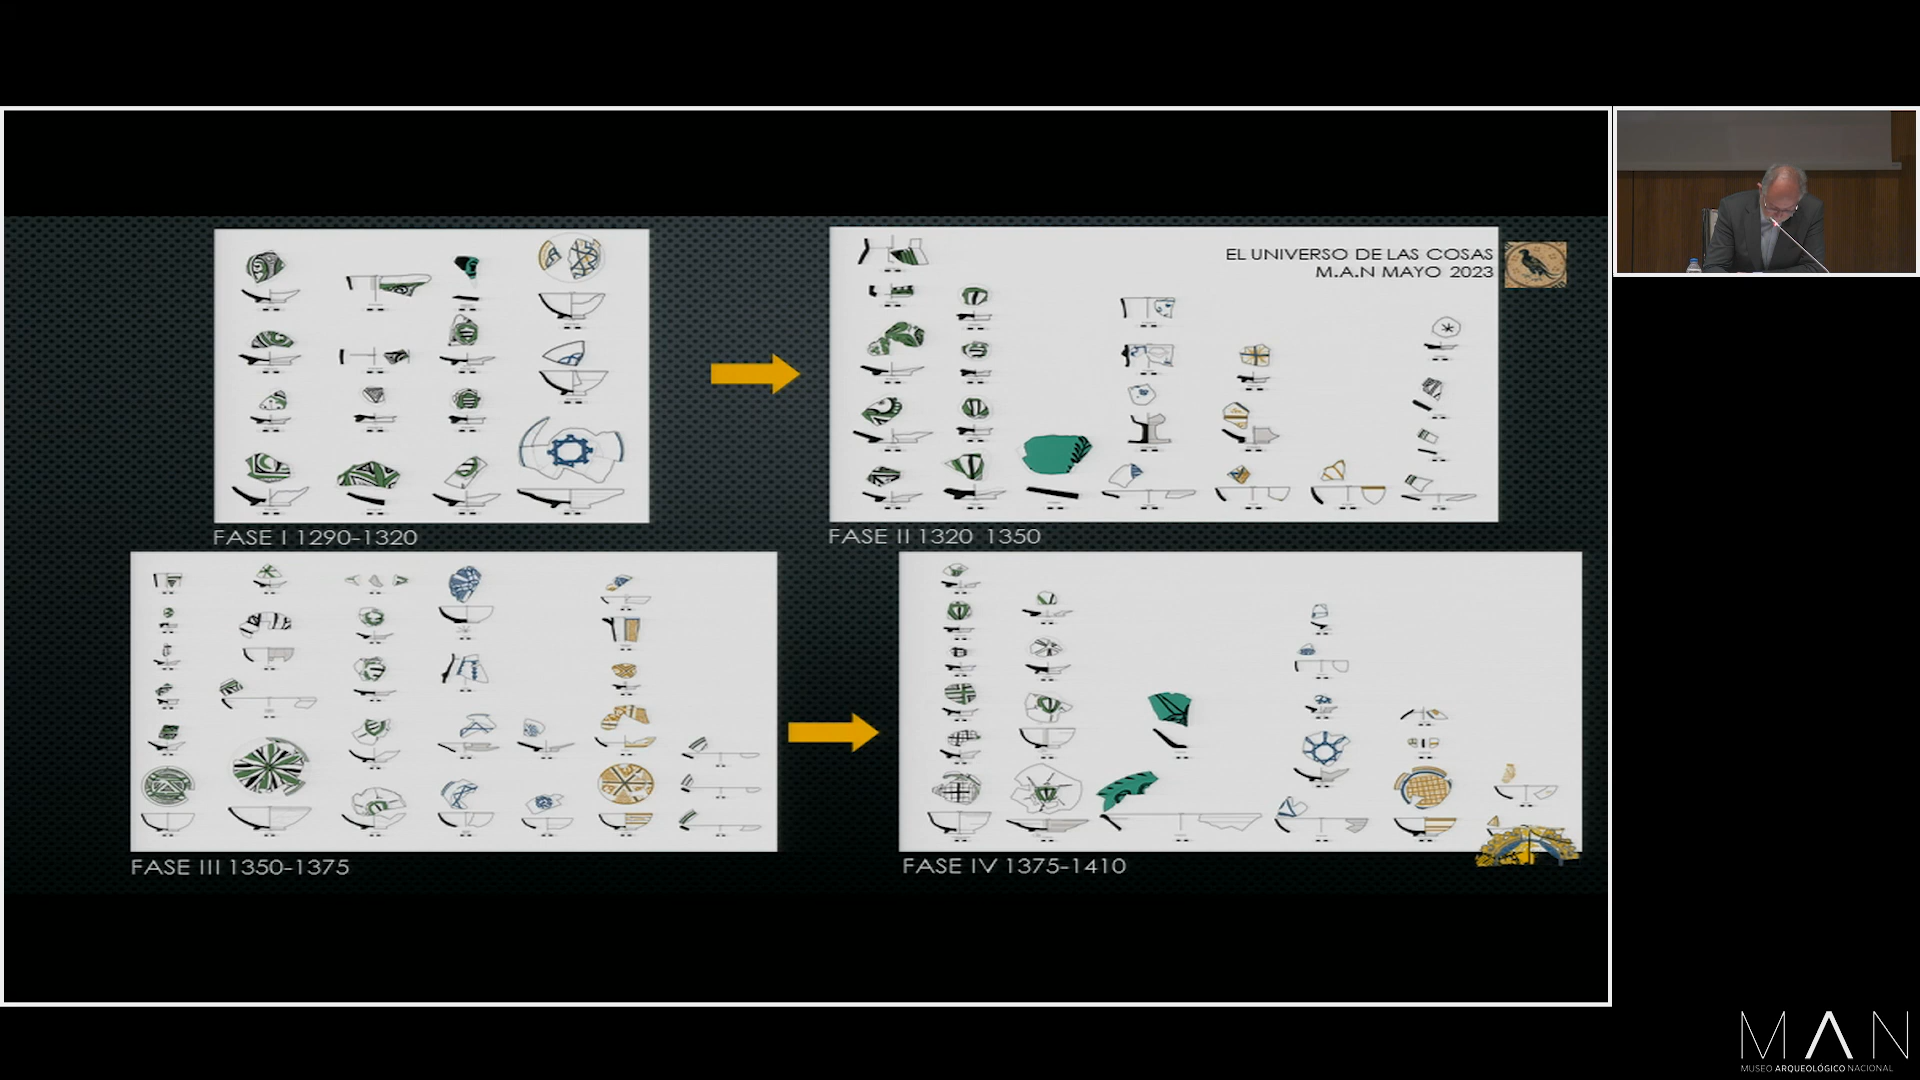 EL UNIVERSO DE LAS COSAS
M.A.N MAYO 2023
FASE I 1290-1320
FASE II 1320 1350
FASE III 1350-1375
FASE IV 1375-1410
MAN
MUSEO ARQUEOLÓGICO NACIONAL